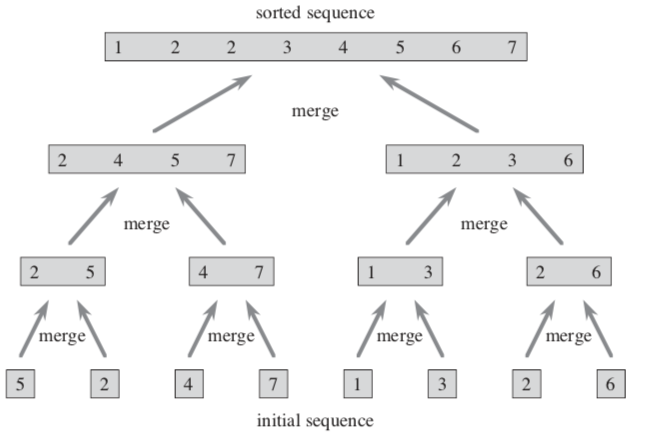 sorted sequence
1 2 2 3 4 5 6 7
merge
2 4 5 7 1 2 3 6
merge merge
2 5 4 7 1 3 2 6
merge merge merge merge
5 2 4 7 1 3 2 6
initial sequence